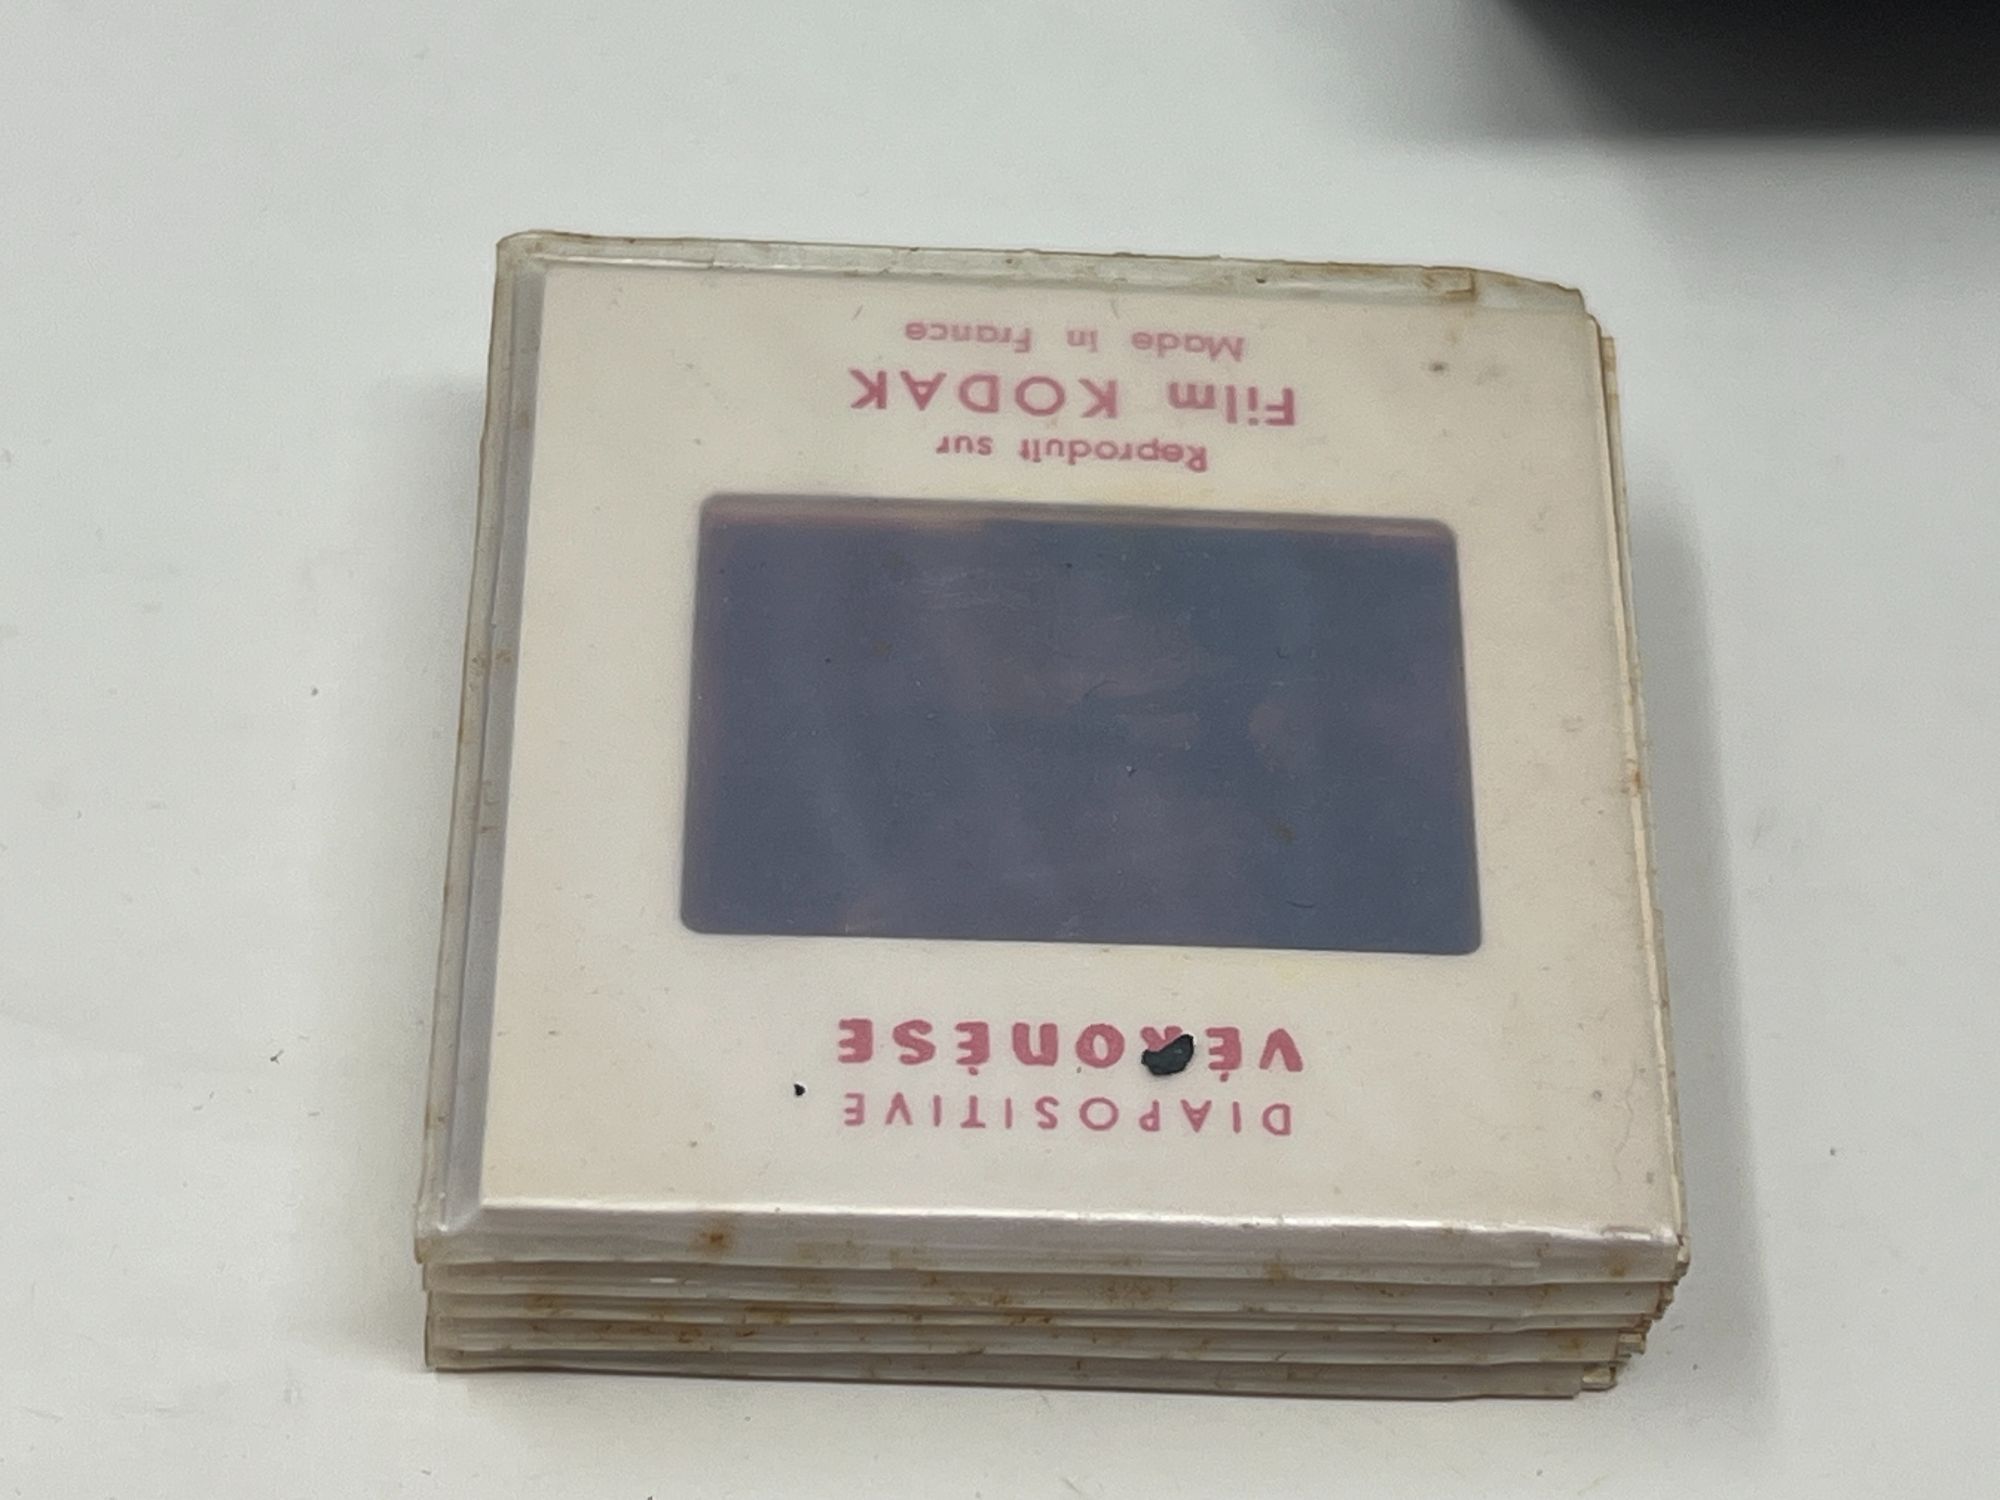 DIAPOSITIVE
VÉRONÈSE
Reproduit sur
Film KODAK
Made in France